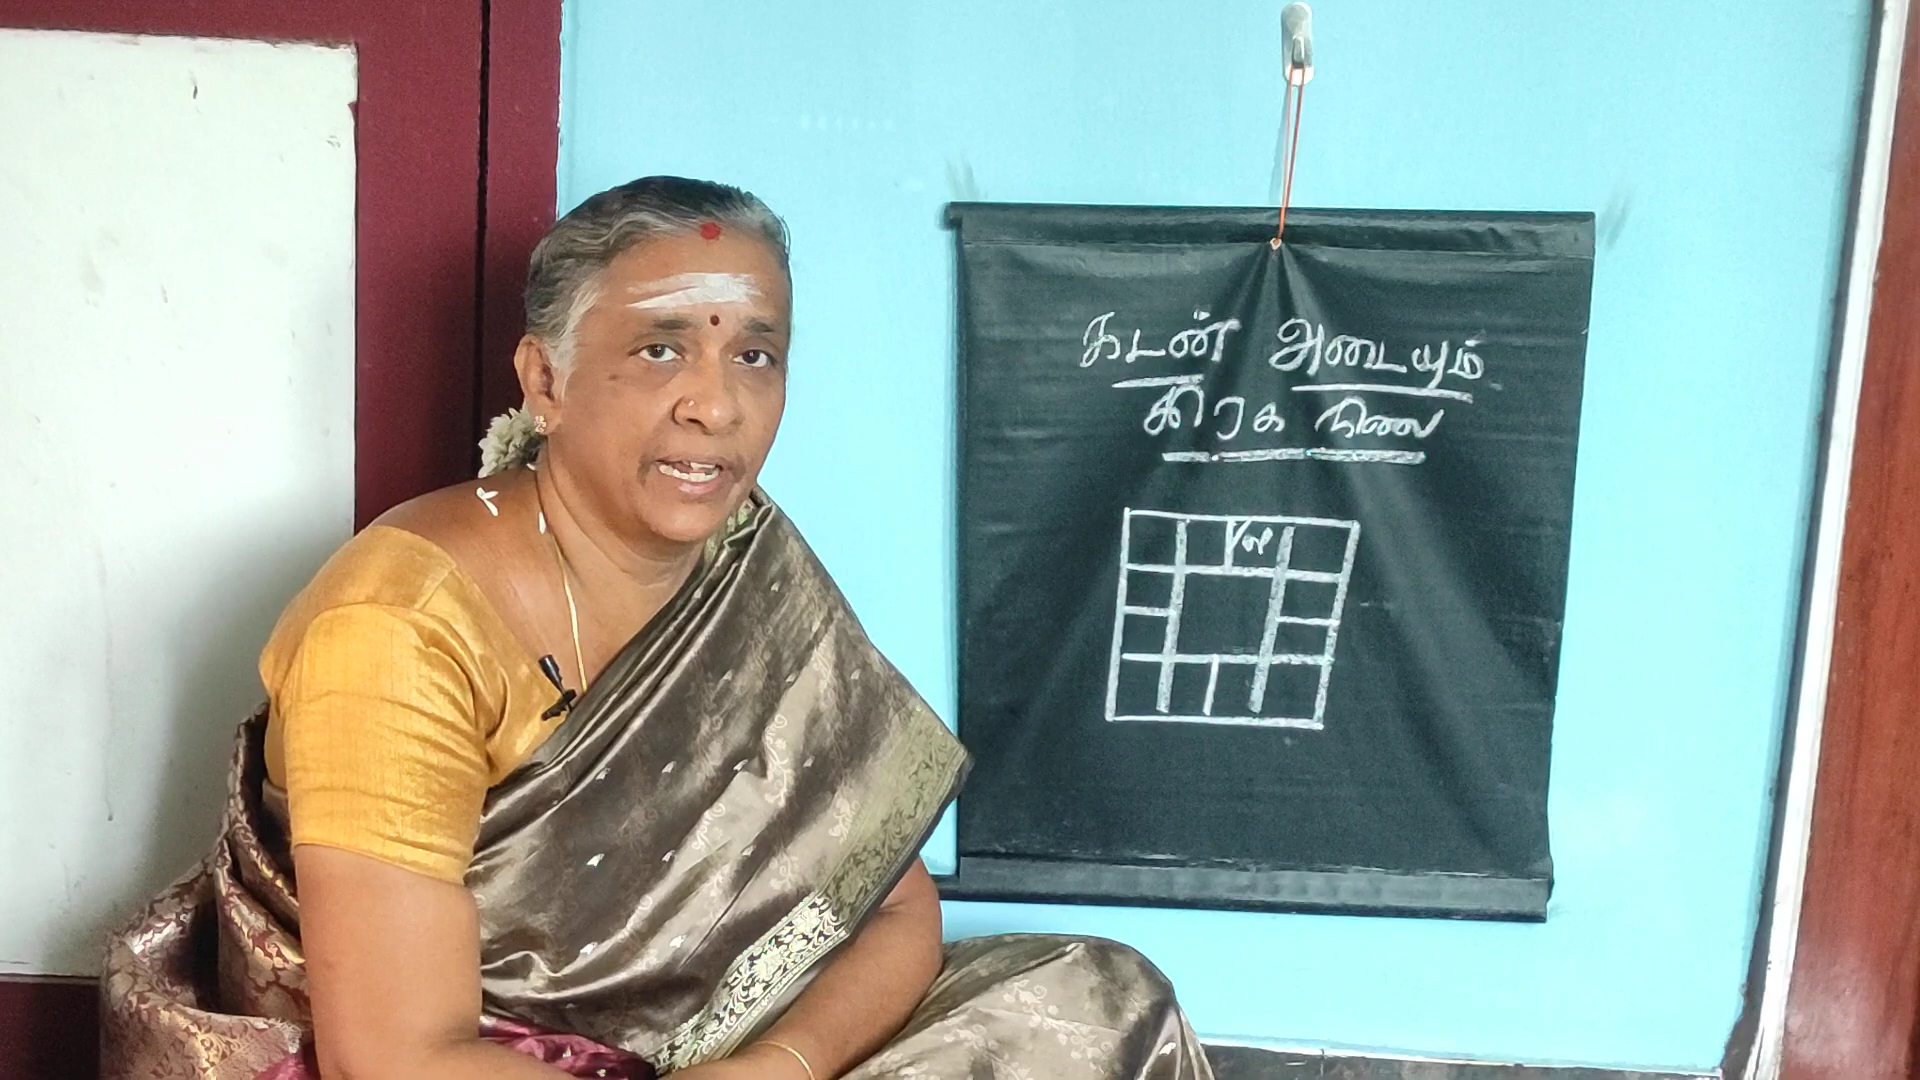 கடன் அடையும்
கிரக நிலை
ல